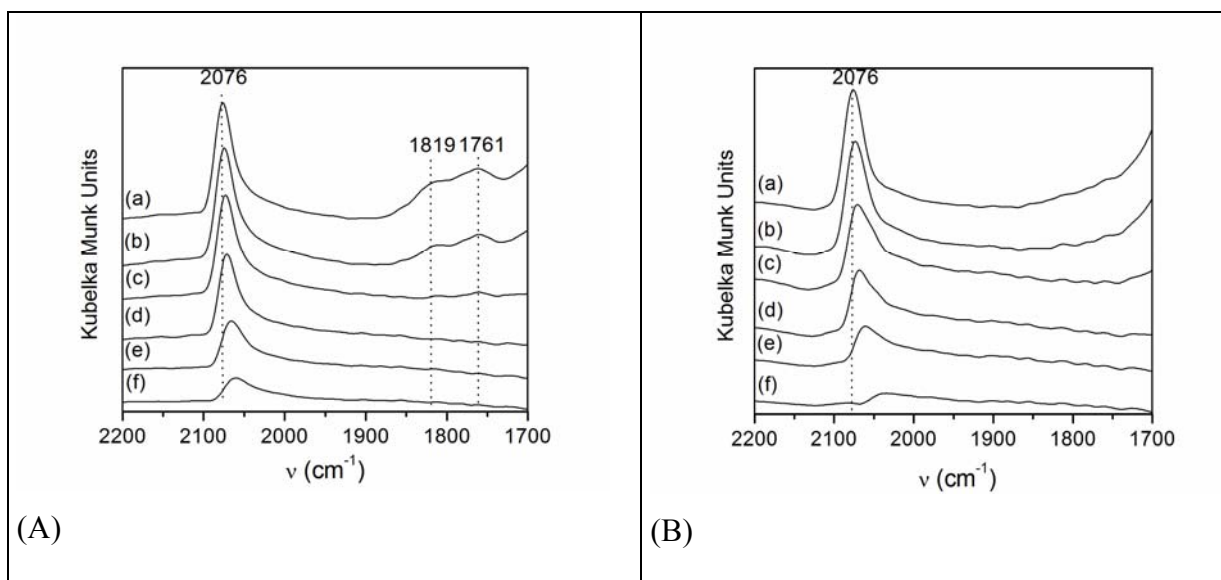 2076
1819 1761
Kubelka Munk Units
(a)
(b)
(c)
(d)
(e)
(f)
2200 2100 2000 1900 1800 1700
ν (cm⁻¹)
(A)
2076
Kubelka Munk Units
(a)
(b)
(c)
(d)
(e)
(f)
2200 2100 2000 1900 1800 1700
ν (cm⁻¹)
(B)